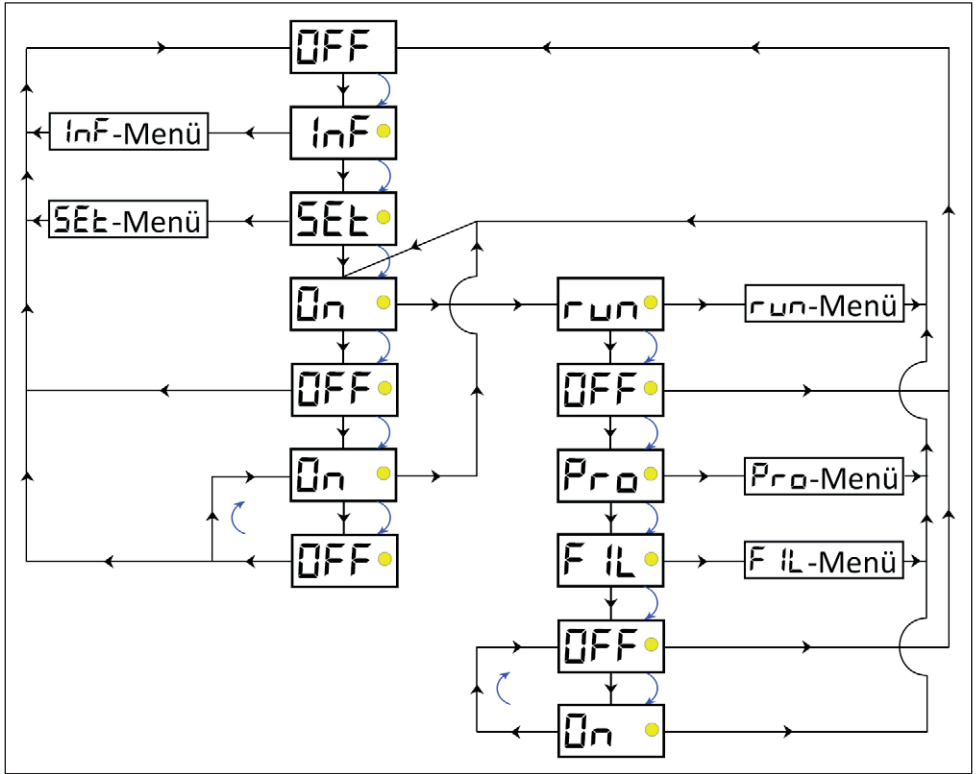 OFF
InF
InF-Menü
SEt
SEt-Menü
On
run
run-Menü
OFF
OFF
On
Pro
Pro-Menü
OFF
FIL
FIL-Menü
OFF
On